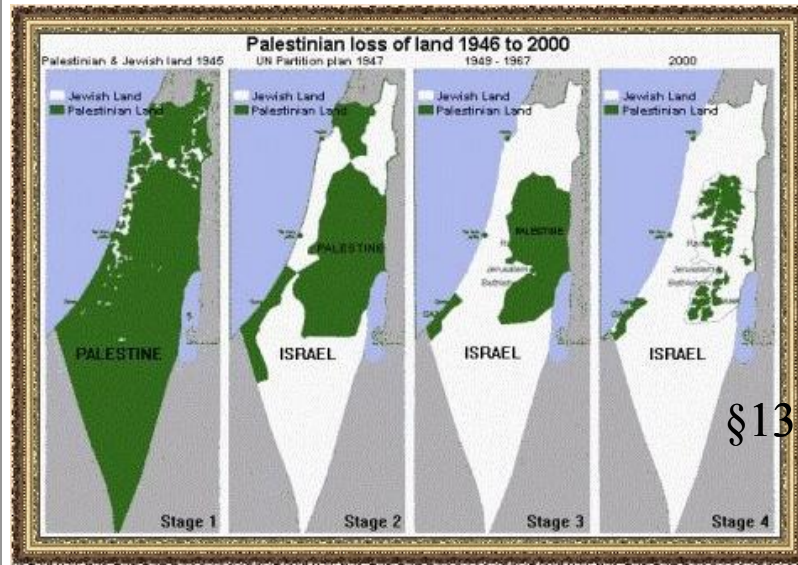 Palestinian loss of land 1946 to 2000
Palestinian & Jewish land 1945
UN Partition plan 1947
1949 - 1967
2000
Jewish Land
Palestinian Land
Jewish Land
Palestinian Land
Jewish Land
Palestinian Land
Jewish Land
Palestinian Land
PALESTINE
Stage 1
PALESTINE
ISRAEL
Stage 2
PALESTINE
Jerusalem
ISRAEL
Stage 3
Jerusalem
ISRAEL
Stage 4
§13